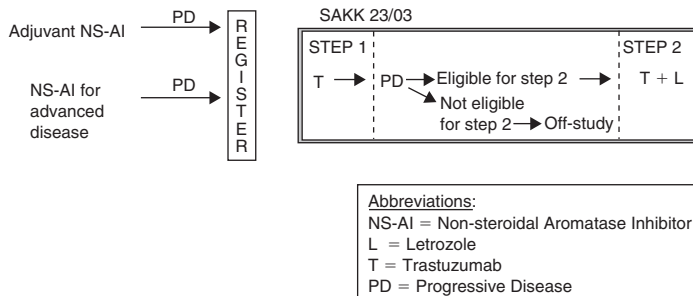 Adjuvant NS-AI
PD
NS-AI for
advanced
disease
PD
REGISTER
SAKK 23/03
STEP 1
STEP 2
T
PD
Eligible for step 2
T + L
Not eligible
for step 2
Off-study
Abbreviations:
NS-AI = Non-steroidal Aromatase Inhibitor
L = Letrozole
T = Trastuzumab
PD = Progressive Disease